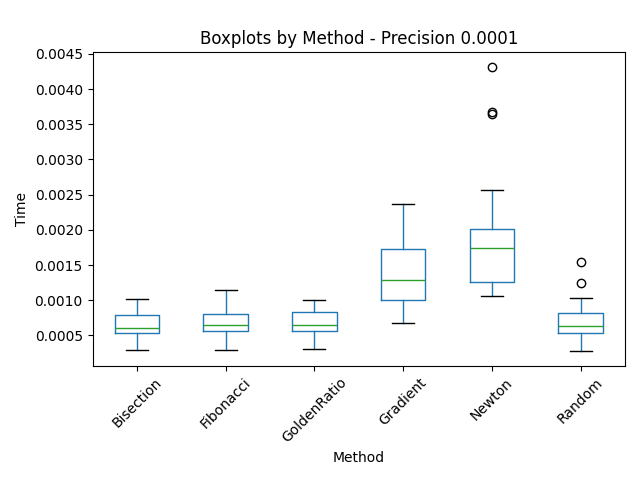 Boxplots by Method - Precision 0.0001
0.0045
0.0040
0.0035
0.0030
0.0025
0.0020
0.0015
0.0010
0.0005
Time
Bisection
Fibonacci
GoldenRatio
Gradient
Newton
Random
Method